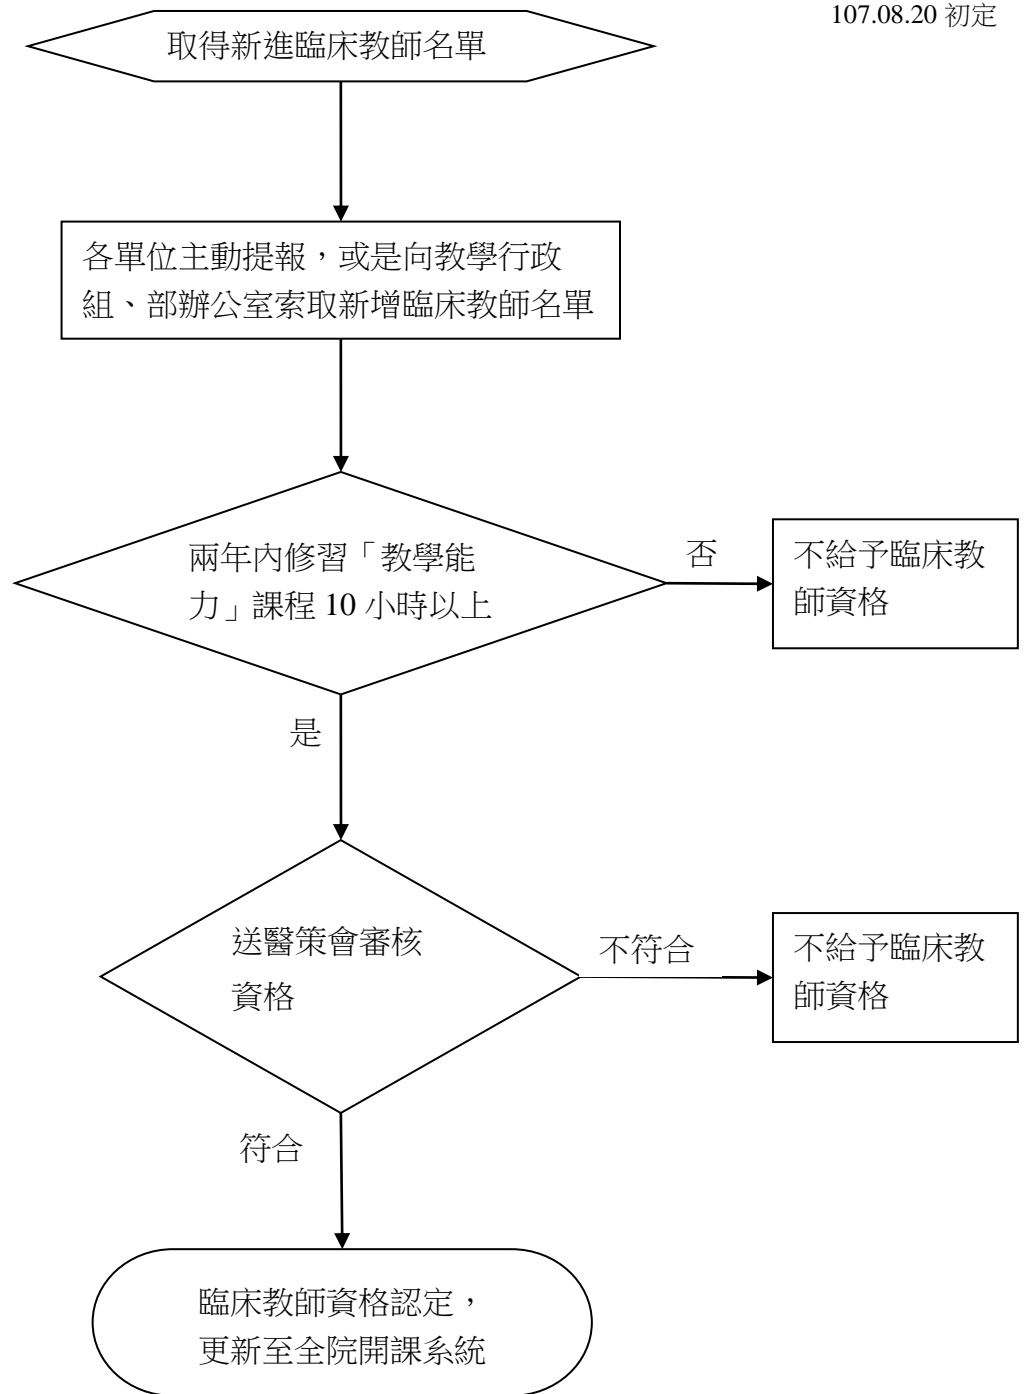 107.08.20 初定
取得新進臨床教師名單
各單位主動提報，或是向教學行政
組、部辦公室索取新增臨床教師名單
兩年內修習「教學能
力」課程 10 小時以上
否
不給予臨床教
師資格
是
送醫策會審核
資格
不符合
不給予臨床教
師資格
符合
臨床教師資格認定，
更新至全院開課系統